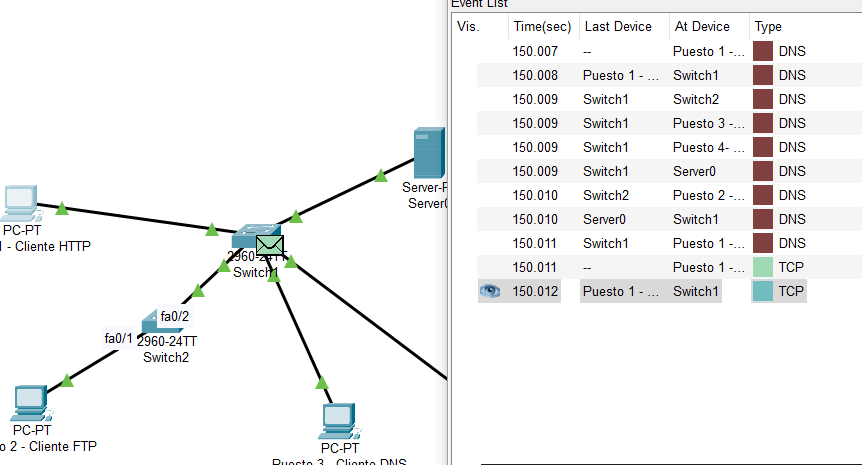 Event List
Vis.
Time(sec)
Last Device
At Device
Type
150.007
--
Puesto 1 -...
DNS
150.008
Puesto 1 - ...
Switch1
DNS
150.009
Switch1
Switch2
DNS
150.009
Switch1
Puesto 3 -...
DNS
150.009
Switch1
Puesto 4- ...
DNS
150.009
Switch1
Server0
DNS
150.010
Switch2
Puesto 2 -...
DNS
150.010
Server0
Switch1
DNS
150.011
Switch1
Puesto 1 -...
DNS
150.011
--
Puesto 1 -...
TCP
150.012
Puesto 1 - ...
Switch1
TCP
Server-P
Server0
PC-PT
1 - Cliente HTTP
2960-24TT
Switch1
fa0/2
fa0/1
2960-24TT
Switch2
PC-PT
o 2 - Cliente FTP
PC-PT
Puesto 3 - Cliente DNS